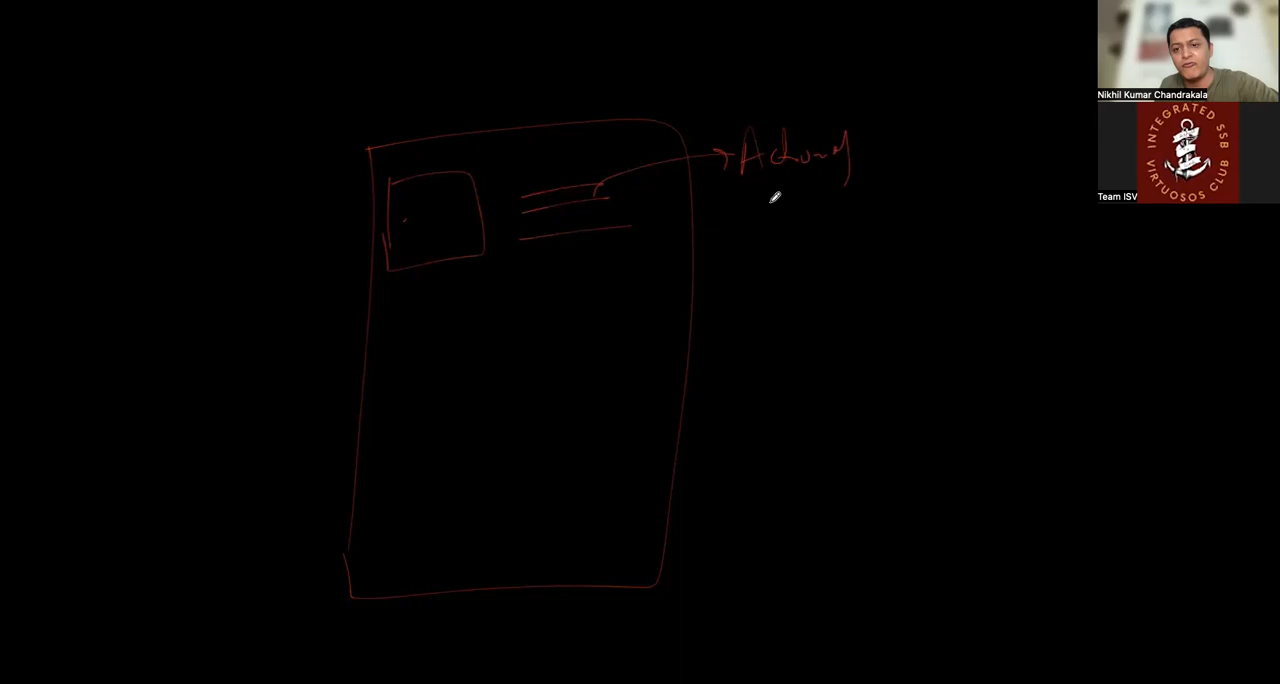 Nikhil Kumar Chandrakala
INTEGRATED SSB
VIRTUOSOS CLUB
Team ISV